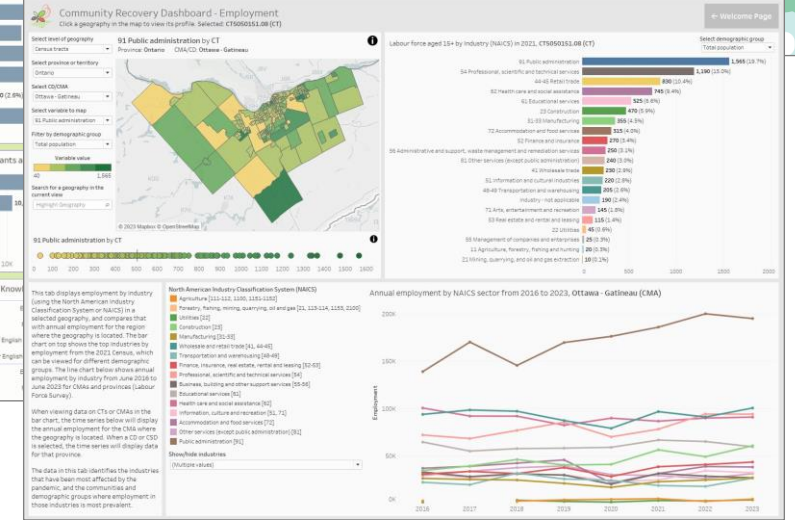 Community Recovery Dashboard - Employment
Click a geography in the map to view its profile. Selected: CT5050151.08 (CT)
← Welcome Page
Select level of geography
Census tracts
Select province or territory
Ontario
Select CD/CMA
Ottawa - Gatineau
Select variable to map
91 Public administration
Filter by demographic group
Total population
Variable value
40
1,565
Search for a geography in the
current view
Highlight Geography
91 Public administration by CT
Province: Ontario CMA/CD: Ottawa - Gatineau
© 2023 Mapbox © OpenStreetMap
91 Public administration by CT
0 100 200 300 400 500 600 700 800 900 1000 1100 1200 1300 1400 1500 1600
Labour force aged 15+ by Industry (NAICS) in 2021, CT5050151.08 (CT)
Select demographic group
Total population
91 Public administration 1,565 (19.7%)
54 Professional, scientific and technical services 1,190 (15.0%)
44-45 Retail trade 830 (10.4%)
62 Health care and social assistance 745 (9.4%)
61 Educational services 525 (6.6%)
23 Construction 470 (5.9%)
31-33 Manufacturing 355 (4.5%)
72 Accommodation and food services 315 (4.0%)
52 Finance and insurance 270 (3.4%)
56 Administrative and support, waste management and remediation services 250 (3.1%)
81 Other services (except public administration) 240 (3.0%)
41 Wholesale trade 230 (2.9%)
51 Information and cultural industries 220 (2.8%)
48-49 Transportation and warehousing 205 (2.6%)
Industry - not applicable 190 (2.4%)
71 Arts, entertainment and recreation 145 (1.8%)
53 Real estate and rental and leasing 115 (1.4%)
22 Utilities 45 (0.6%)
55 Management of companies and enterprises 25 (0.3%)
11 Agriculture, forestry, fishing and hunting 20 (0.3%)
21 Mining, quarrying, and oil and gas extraction 10 (0.1%)
0 500 1000 1500 2000
This tab displays employment by industry
(using the North American Industry
Classification System or NAICS) in a
selected geography, and compares that
with annual employment for the region
where the geography is located. The bar
chart on top shows the top industries by
employment from the 2021 Census, which
can be viewed for different demographic
groups. The line chart below shows annual
employment by industry from June 2016 to
June 2023 for CMAs and provinces (Labour
Force Survey).
When viewing data on CTs or CMAs in the
bar chart, the time series below will display
the annual employment for the CMA where
the geography is located. When a CD or CSD
is selected, the time series will display data
for that province.
The data in this tab identifies the industries
that have been most affected by the
pandemic, and the communities and
demographic groups where employment in
those industries is most prevalent.
North American Industry Classification System (NAICS)
Agriculture [111-112, 1100, 1151-1152]
Forestry, fishing, mining, quarrying, oil and gas [21, 113-114, 1153, 2100]
Utilities [22]
Construction [23]
Manufacturing [31-33]
Wholesale and retail trade [41, 44-45]
Transportation and warehousing [48-49]
Finance, insurance, real estate, rental and leasing [52-53]
Professional, scientific and technical services [54]
Business, building and other support services [55-56]
Educational services [61]
Health care and social assistance [62]
Information, culture and recreation [51, 71]
Accommodation and food services [72]
Other services (except public administration) [81]
Public administration [91]
Show/hide industries
(Multiple values)
Annual employment by NAICS sector from 2016 to 2023, Ottawa - Gatineau (CMA)
Employment
200K
150K
100K
50K
0K
2016 2017 2018 2019 2020 2021 2022 2023
0 (2.6%)
ants a
10,
10K
Knowl
English
English